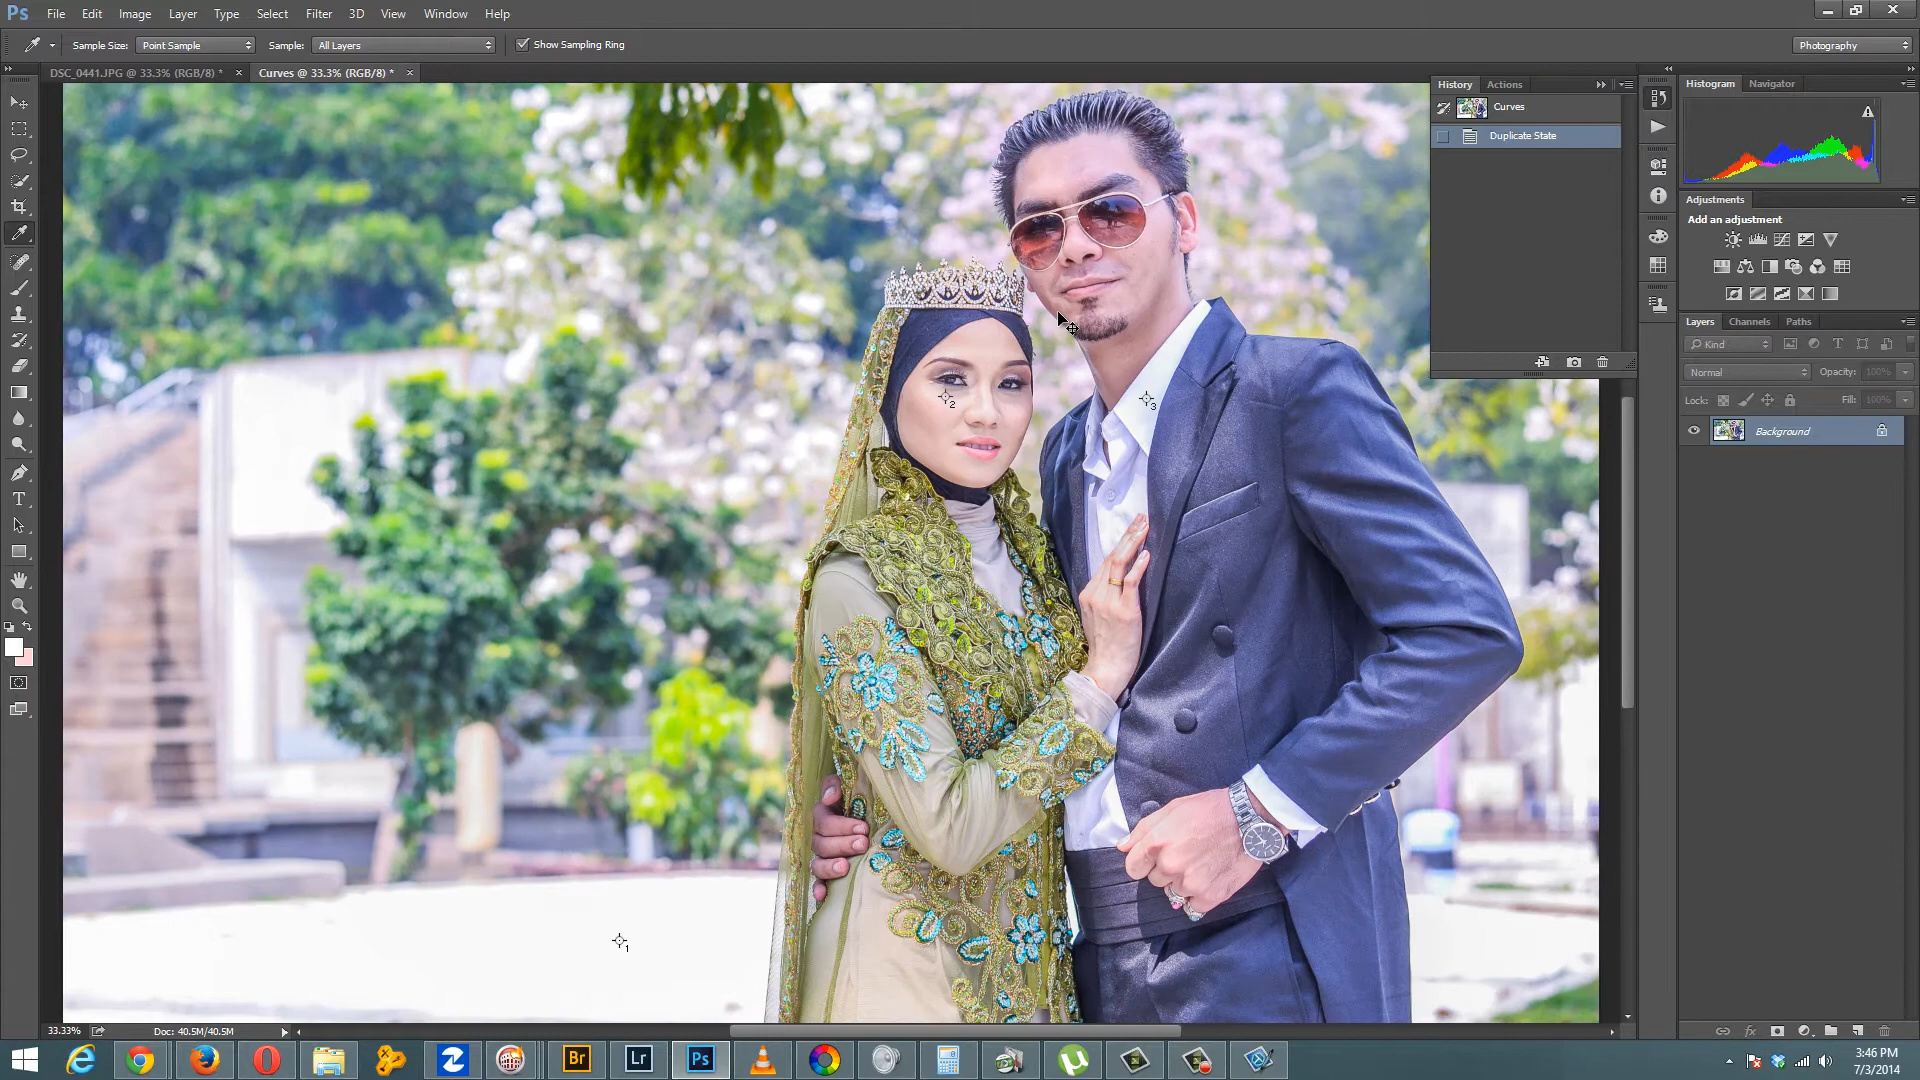 Ps File Edit Image Layer Type Select Filter 3D View Window Help
Sample Size: Point Sample Sample: All Layers Show Sampling Ring Photography
DSC_0441.JPG @ 33.3% (RGB/8) * × Curves @ 33.3% (RGB/8) * ×
History Actions
Curves
Duplicate State
Histogram Navigator
Adjustments
Add an adjustment
Layers Channels Paths
Kind
Normal Opacity: 100%
Lock: Fill: 100%
Background
2
3
1
33.33% Doc: 40.5M/40.5M
Br Lr Ps
3:46 PM
7/3/2014